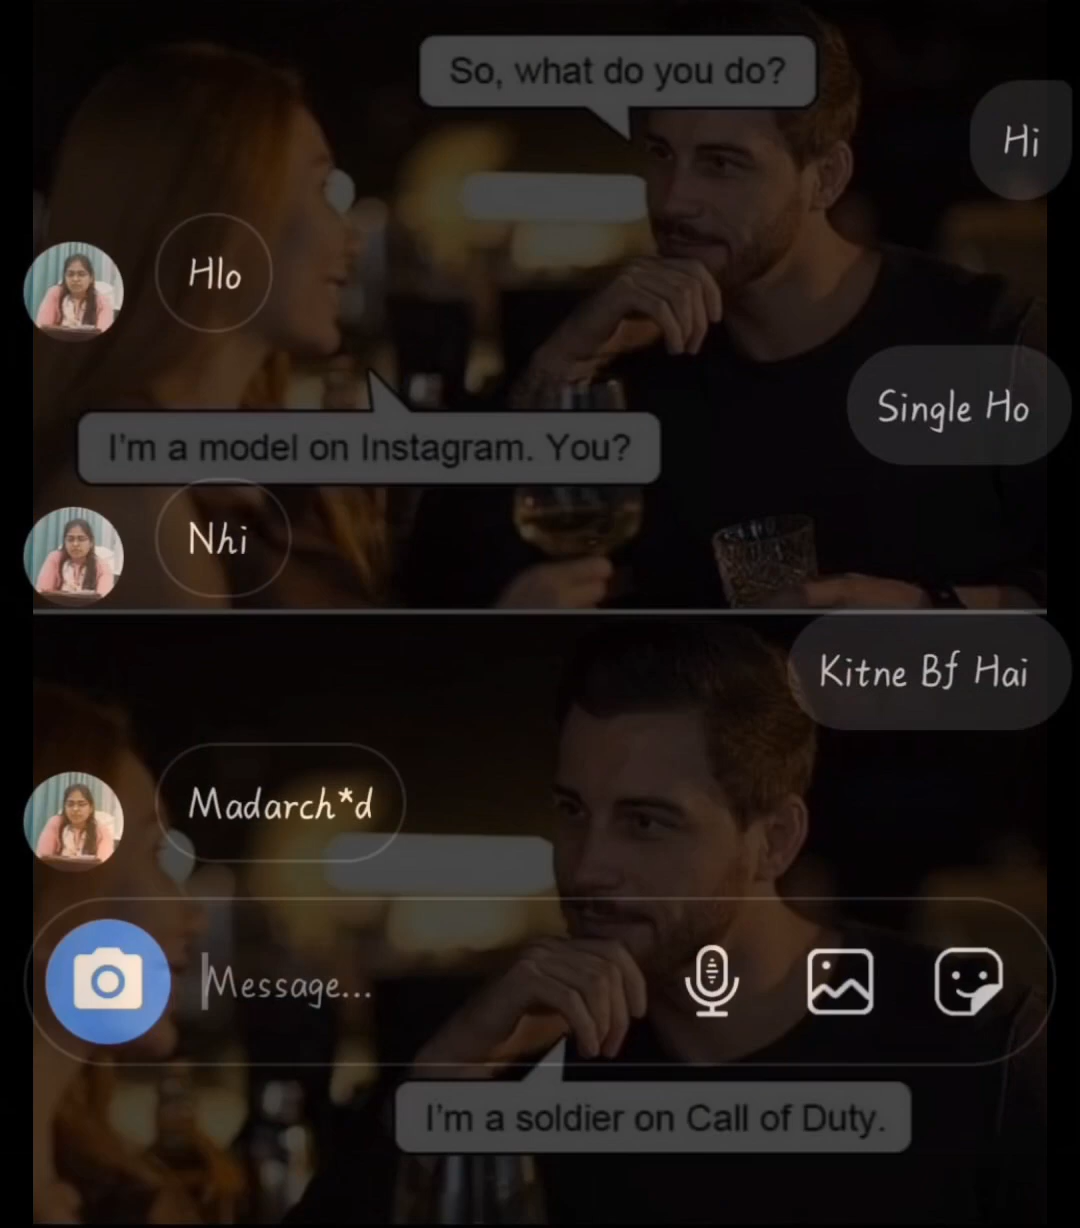 So, what do you do?
Hi
Hlo
Single Ho
I'm a model on Instagram. You?
Nhi
Kitne Bf Hai
Madarch*d
Message...
I'm a soldier on Call of Duty.